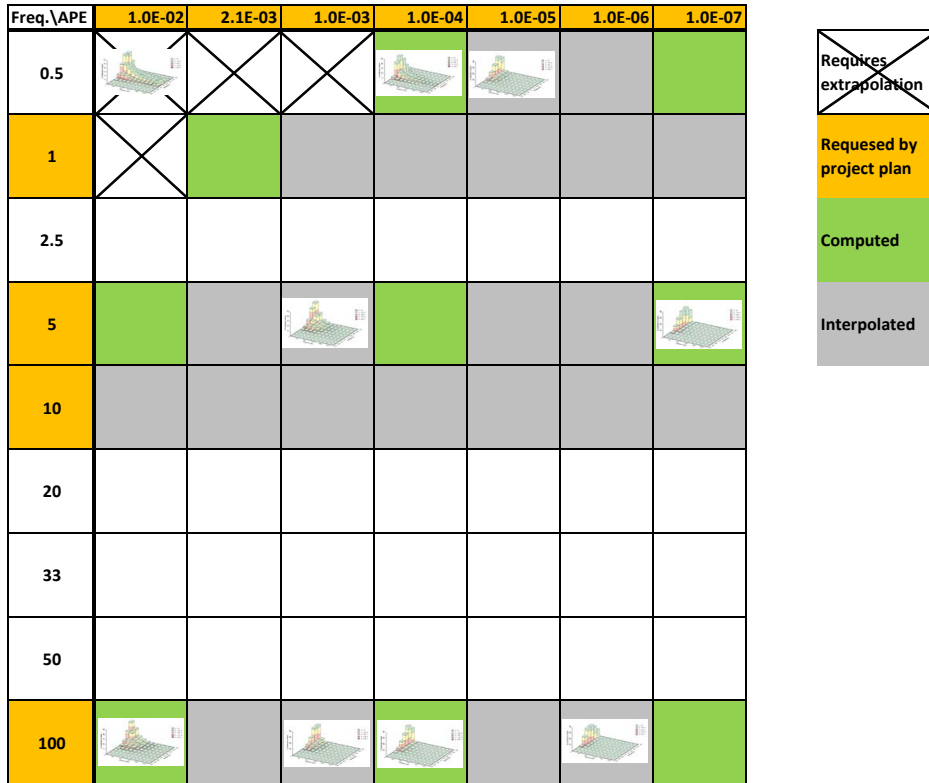 Freq.\APE 1.0E-02 2.1E-03 1.0E-03 1.0E-04 1.0E-05 1.0E-06 1.0E-07
0.5
1
2.5
5
10
20
33
50
100
Requires
extrapolation
Requesed by
project plan
Computed
Interpolated